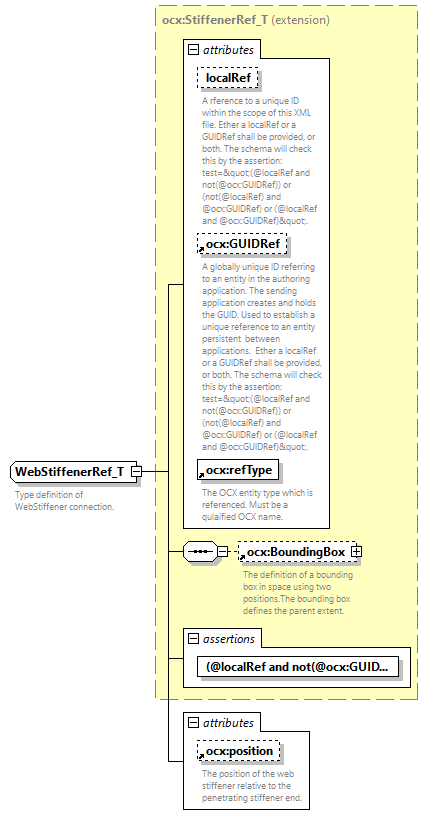 ocx:StiffenerRef_T (extension)
attributes
localRef
A rference to a unique ID
within the scope of this XML
file. Ether a localRef or a
GUIDRef shall be provided, or
both. The schema will check
this by the assertion:
test=&quot;(@localRef and
not(@ocx:GUIDRef)) or
(not(@localRef) and
@ocx:GUIDRef) or (@localRef
and @ocx:GUIDRef)&quot;.
ocx:GUIDRef
A globally unique ID referring
to an entity in the authoring
application. The sending
application creates and holds
the GUID. Used to establish a
unique reference to an entity
persistent  between
applications.  Ether a localRef
or a GUIDRef shall be provided,
or both. The schema will check
this by the assertion:
test=&quot;(@localRef and
not(@ocx:GUIDRef)) or
(not(@localRef) and
@ocx:GUIDRef) or (@localRef
and @ocx:GUIDRef)&quot;.
WebStiffenerRef_T
Type definition of
WebStiffener connection.
ocx:refType
The OCX entity type which is
referenced. Must be a
qulaified OCX name.
ocx:BoundingBox
The definition of a bounding
box in space using two
positions.The bounding box
defines the parent extent.
assertions
(@localRef and not(@ocx:GUID...
attributes
ocx:position
The position of the web
stiffener relative to the
penetrating stiffener end.